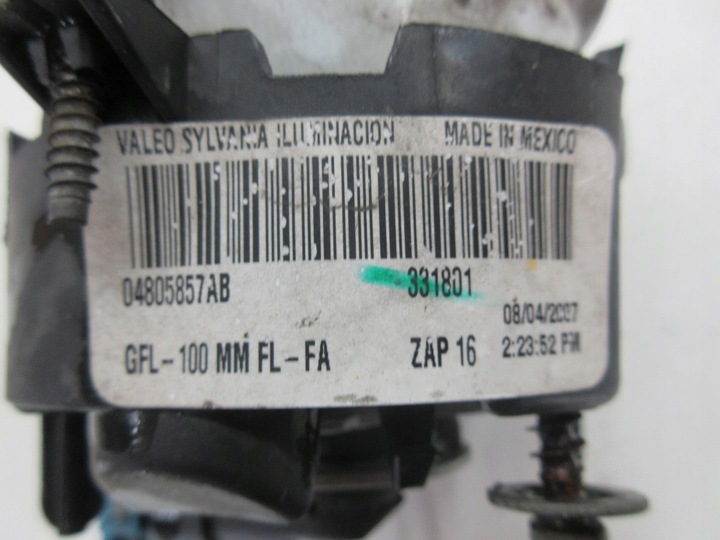 VALEO SYLVANIA ILUMINACION MADE IN MEXICO
04805857AB 331801
08/04/2007
GFL-100 MM FL-FA ZAP 16 2:23:52 PM